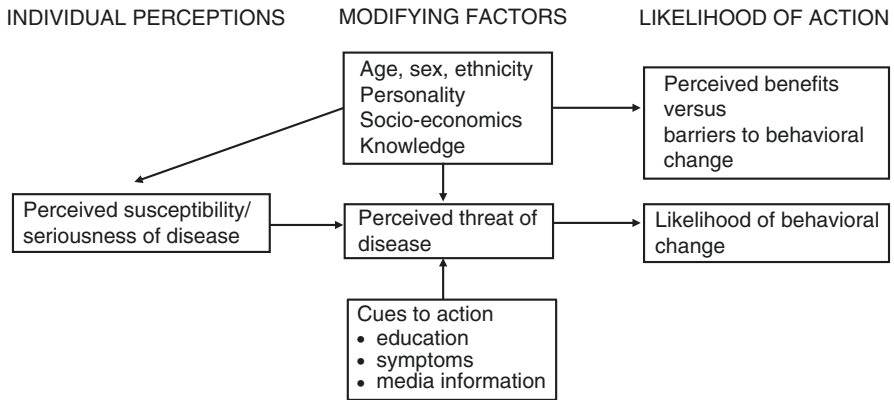 INDIVIDUAL PERCEPTIONS
MODIFYING FACTORS
LIKELIHOOD OF ACTION
Age, sex, ethnicity
Personality
Socio-economics
Knowledge
Perceived benefits
versus
barriers to behavioral
change
Perceived susceptibility/
seriousness of disease
Perceived threat of
disease
Likelihood of behavioral
change
Cues to action
• education
• symptoms
• media information